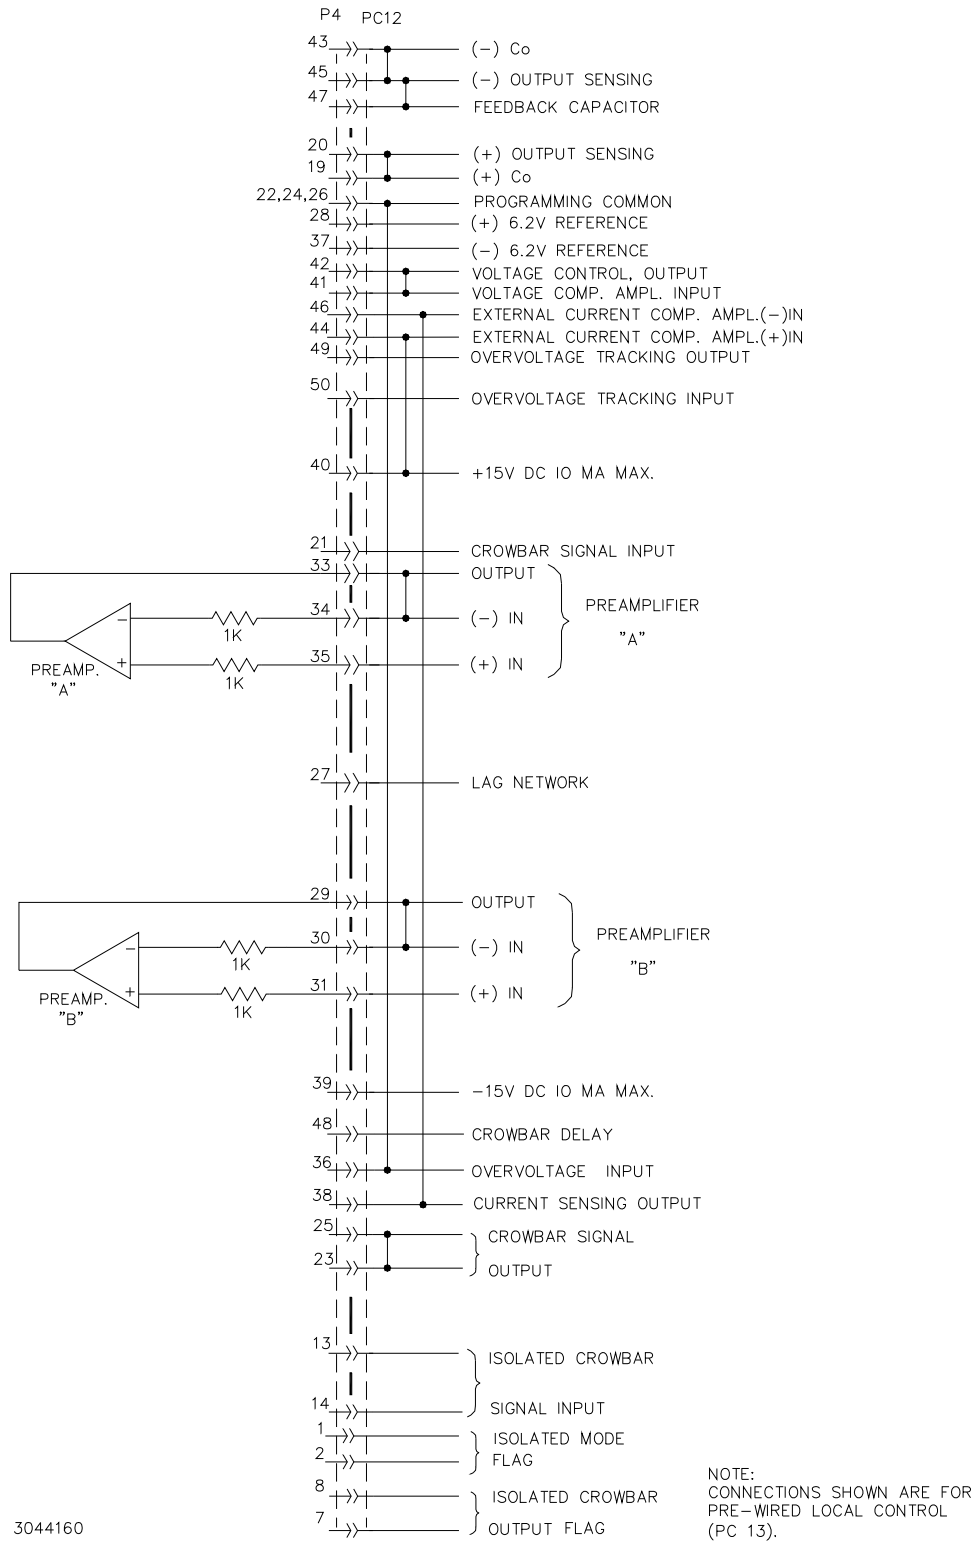 P4 PC12
43 (-) Co
45 (-) OUTPUT SENSING
47 FEEDBACK CAPACITOR
20 (+) OUTPUT SENSING
19 (+) Co
22,24,26 PROGRAMMING COMMON
28 (+) 6.2V REFERENCE
37 (-) 6.2V REFERENCE
42 VOLTAGE CONTROL, OUTPUT
41 VOLTAGE COMP. AMPL. INPUT
46 EXTERNAL CURRENT COMP. AMPL.(-)IN
44 EXTERNAL CURRENT COMP. AMPL.(+)IN
49 OVERVOLTAGE TRACKING OUTPUT
50 OVERVOLTAGE TRACKING INPUT
40 +15V DC IO MA MAX.
21 CROWBAR SIGNAL INPUT
33 OUTPUT
PREAMPLIFIER
"A"
- 1K 34 (-) IN
+ 1K 35 (+) IN
PREAMP.
"A"
27 LAG NETWORK
29 OUTPUT
PREAMPLIFIER
"B"
- 1K 30 (-) IN
+ 1K 31 (+) IN
PREAMP.
"B"
39 -15V DC IO MA MAX.
48 CROWBAR DELAY
36 OVERVOLTAGE INPUT
38 CURRENT SENSING OUTPUT
25 CROWBAR SIGNAL
23 OUTPUT
13 ISOLATED CROWBAR
14 SIGNAL INPUT
1 ISOLATED MODE
2 FLAG
8 ISOLATED CROWBAR
7 OUTPUT FLAG
NOTE:
CONNECTIONS SHOWN ARE FOR
PRE-WIRED LOCAL CONTROL
(PC 13).
3044160